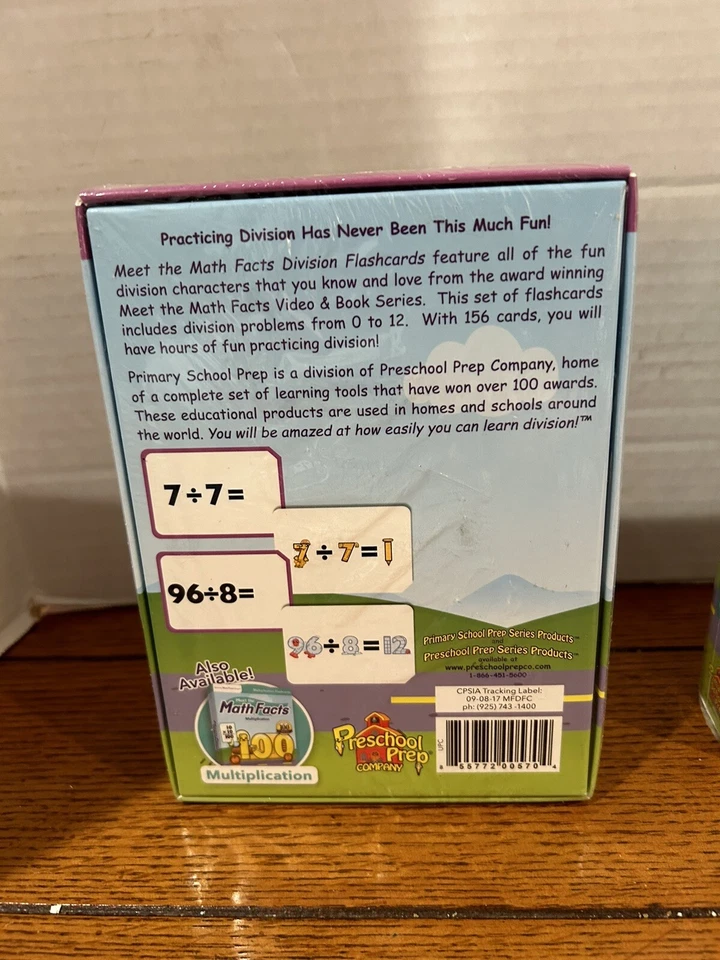 Practicing Division Has Never Been This Much Fun!
Meet the Math Facts Division Flashcards feature all of the fun
division characters that you know and love from the award winning
Meet the Math Facts Video & Book Series. This set of flashcards
includes division problems from 0 to 12. With 156 cards, you will
have hours of fun practicing division!
Primary School Prep is a division of Preschool Prep Company, home
of a complete set of learning tools that have won over 100 awards.
These educational products are used in homes and schools around
the world. You will be amazed at how easily you can learn division!™
7÷7=
7÷7=1
96÷8=
96÷8=12
Primary School Prep Series Products™
and
Preschool Prep Series Products™
available at
www.preschoolprepco.com
1-866-451-5600
Also
Available!
Math Facts
Multiplication
100
Multiplication
Preschool
Prep®
COMPANY
CPSIA Tracking Label:
09-08-17 MFDFC
ph: (925) 743-1400
UPC
8 55772 00570 4